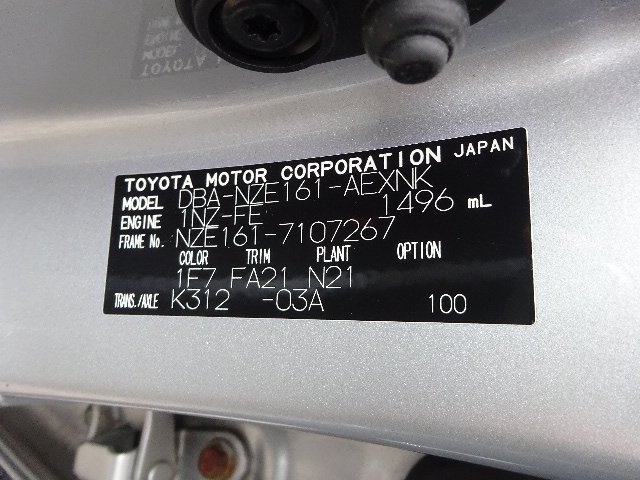 TOYOTA MOTOR CORPORATION JAPAN
MODEL DBA-NZE161-AEXNK
ENGINE 1NZ-FE 1496 mL
FRAME No. NZE161-7107267
COLOR TRIM PLANT OPTION
1F7 FA21 N21
TRANS./AXLE K312 -03A 100